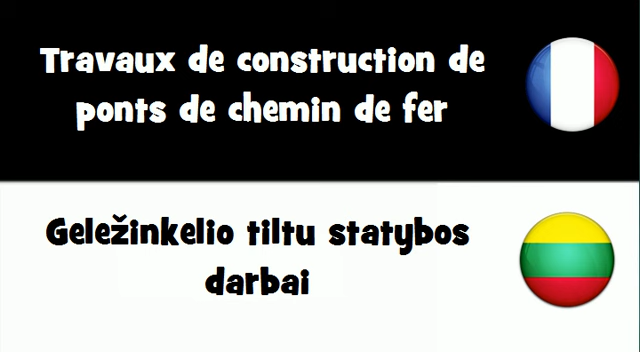 Travaux de construction de
ponts de chemin de fer
Geležinkelio tiltu statybos
darbai